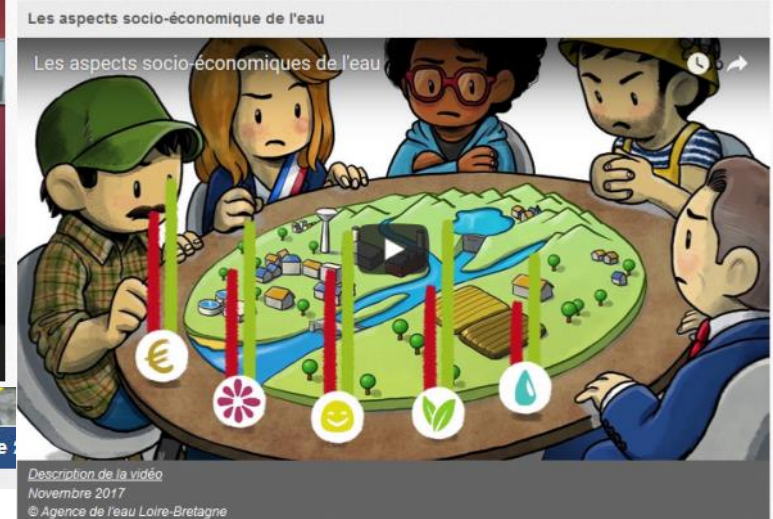 Les aspects socio-économique de l'eau
Les aspects socio-économiques de l'eau
€
e 2
Description de la vidéo
Novembre 2017
© Agence de l'eau Loire-Bretagne